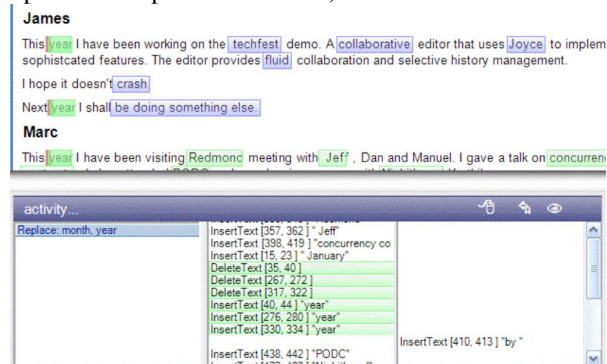 James
This year I have been working on the techfest demo. A collaborative editor that uses Joyce to implem
sophistcated features. The editor provides fluid collaboration and selective history management.
I hope it doesn't crash
Next year I shall be doing something else.
Marc
This year I have been visiting Redmond meeting with Jeff , Dan and Manuel. I gave a talk on concurrenc
activity...
Replace: month, year
InsertText [357, 362 ] " Jeff"
InsertText [398, 419 ] "concurrency co
InsertText [15, 23 ] " January"
DeleteText [35, 40 ]
DeleteText [267, 272 ]
DeleteText [317, 322 ]
InsertText [40, 44 ] "year"
InsertText [276, 280 ] "year"
InsertText [330, 334 ] "year"
InsertText [410, 413 ] "by "
InsertText [438, 442 ] "PODC"